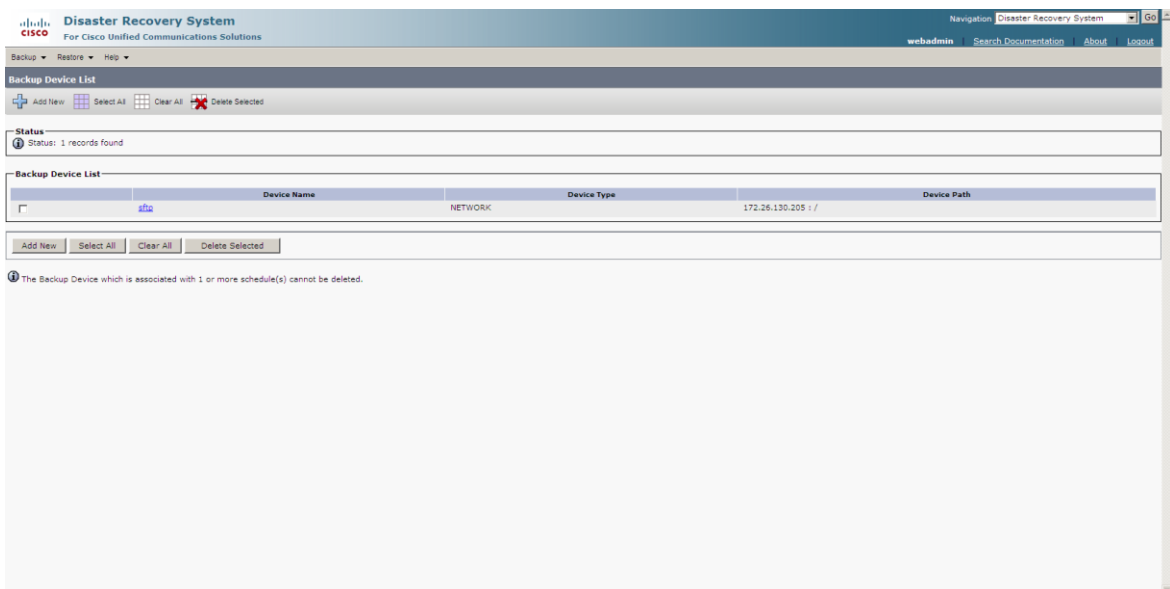 Disaster Recovery System
Navigation Disaster Recovery System Go
CISCO
For Cisco Unified Communications Solutions
webadmin | Search Documentation | About | Logout
Backup Restore Help
Backup Device List
Add New Select All Clear All Delete Selected
Status
Status: 1 records found
Backup Device List
Device Name Device Type Device Path
sftp NETWORK 172.26.130.205 : /
Add New Select All Clear All Delete Selected
The Backup Device which is associated with 1 or more schedule(s) cannot be deleted.